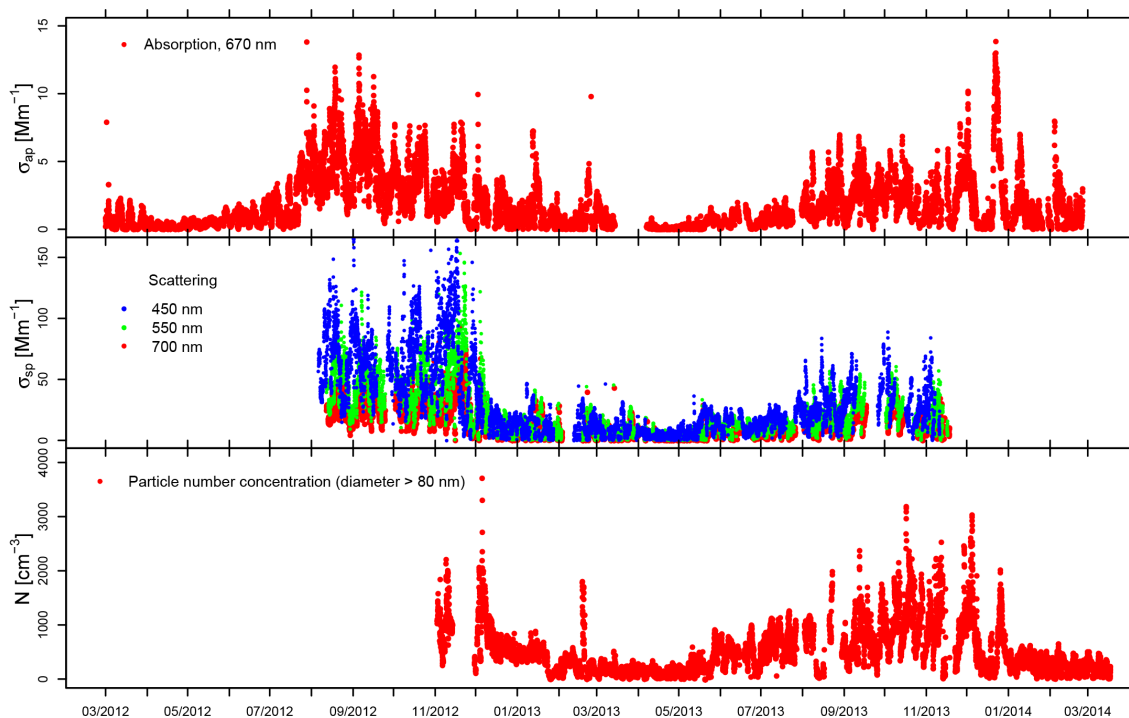 15
10
5
0
σap [Mm−1]
Absorption, 670 nm
150
100
50
0
σsp [Mm−1]
Scattering
450 nm
550 nm
700 nm
4000
3000
2000
1000
0
N [cm−3]
Particle number concentration (diameter > 80 nm)
03/2012 05/2012 07/2012 09/2012 11/2012 01/2013 03/2013 05/2013 07/2013 09/2013 11/2013 01/2014 03/2014